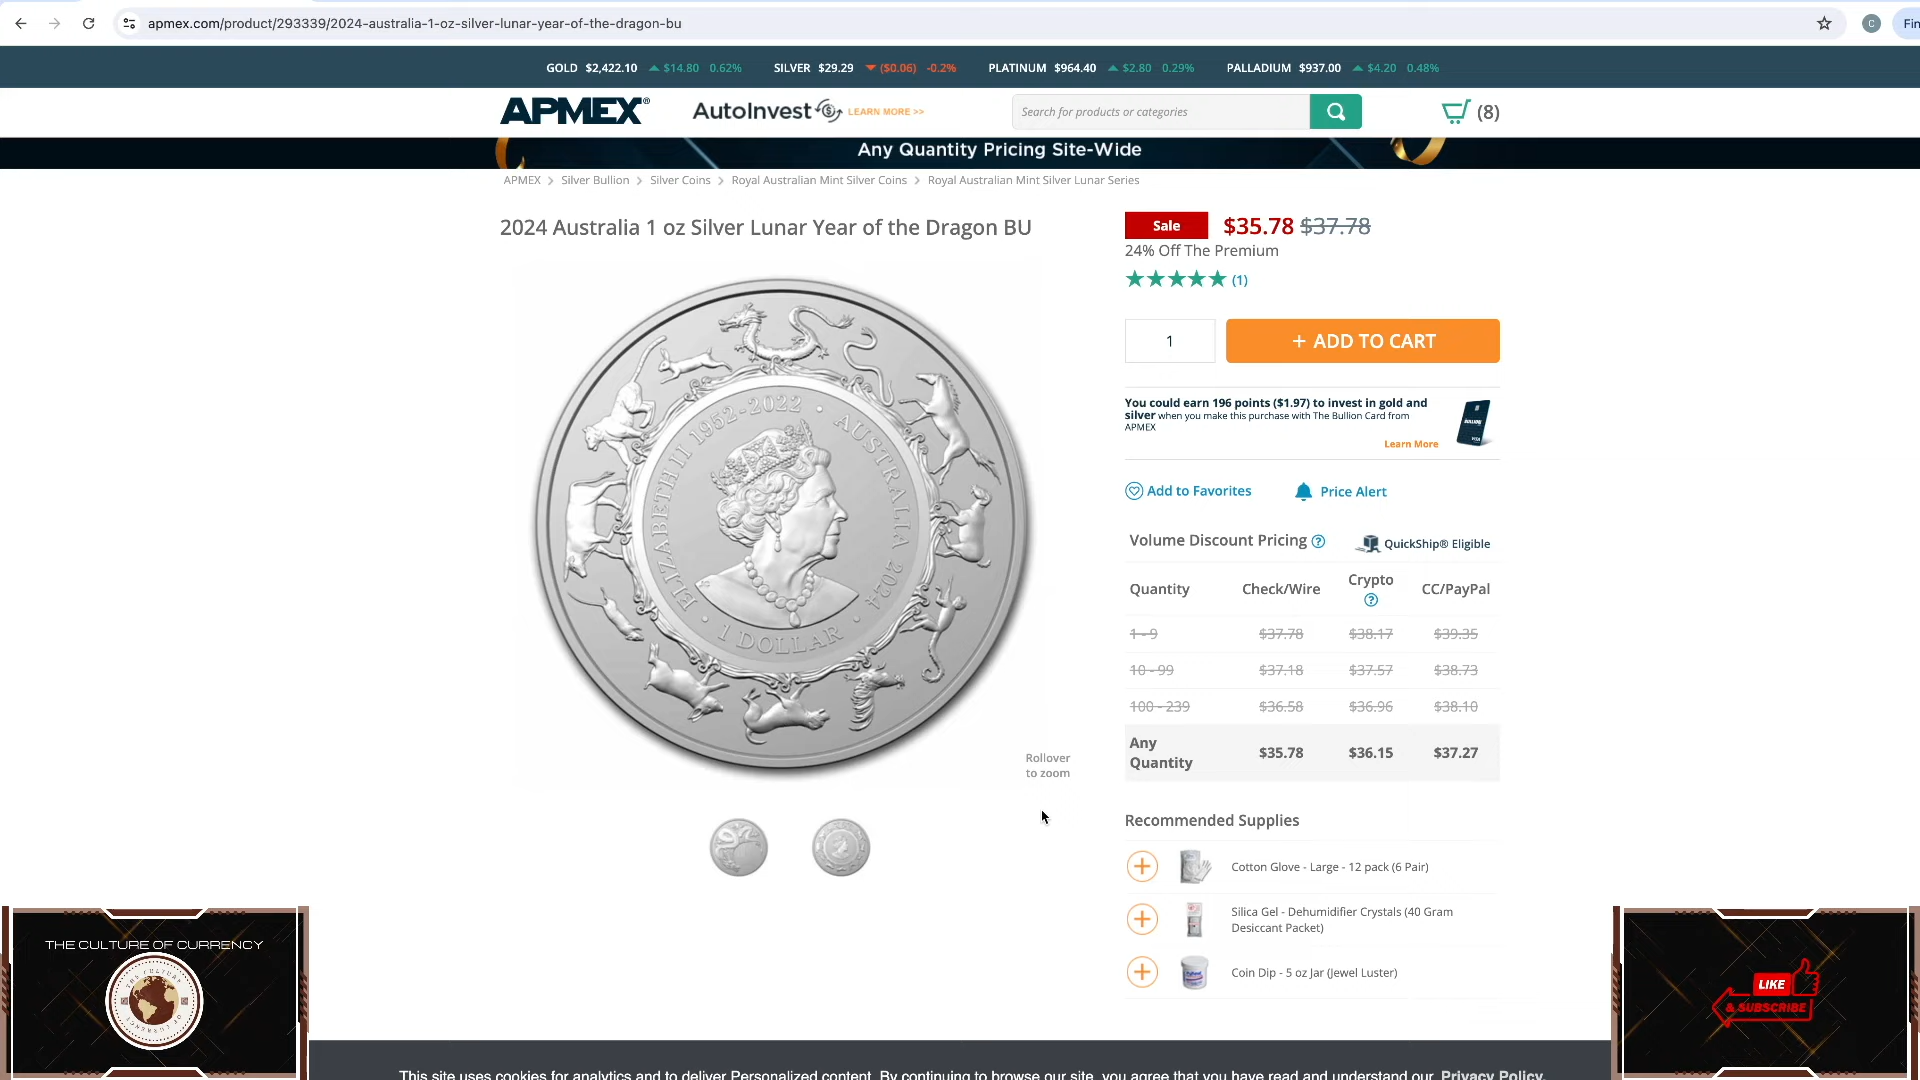 apmex.com/product/293339/2024-australia-1-oz-silver-lunar-year-of-the-dragon-bu
C
Fin
GOLD $2,422.10 $14.80 0.62% SILVER $29.29 ($0.06) -0.2% PLATINUM $964.40 $2.80 0.29% PALLADIUM $937.00 $4.20 0.48%
APMEX® AutoInvest LEARN MORE >> Search for products or categories (8)
Any Quantity Pricing Site-Wide
APMEX > Silver Bullion > Silver Coins > Royal Australian Mint Silver Coins > Royal Australian Mint Silver Lunar Series
2024 Australia 1 oz Silver Lunar Year of the Dragon BU
ELIZABETH II 1952-2022 • AUSTRALIA 2024 •
1 DOLLAR •
Rollover
to zoom
Sale $35.78 $37.78
24% Off The Premium
(1)
1 + ADD TO CART
You could earn 196 points ($1.97) to invest in gold and
silver when you make this purchase with The Bullion Card from
APMEX
BULLION
VISA
Learn More
Add to Favorites Price Alert
Volume Discount Pricing ? QuickShip® Eligible
Quantity Check/Wire Crypto ? CC/PayPal
1 - 9 $37.78 $38.17 $39.35
10 - 99 $37.18 $37.57 $38.73
100 - 239 $36.58 $36.96 $38.10
Any
Quantity $35.78 $36.15 $37.27
Recommended Supplies
Cotton Glove - Large - 12 pack (6 Pair)
Silica Gel - Dehumidifier Crystals (40 Gram
Desiccant Packet)
Coin Dip - 5 oz Jar (Jewel Luster)
THE CULTURE OF CURRENCY
THE CULTURE
OF CURRENCY
LIKE
& SUBSCRIBE
This site uses cookies for analytics and to deliver Personalized content. By continuing to browse our site, you agree that you have read and understand our Privacy Policy.